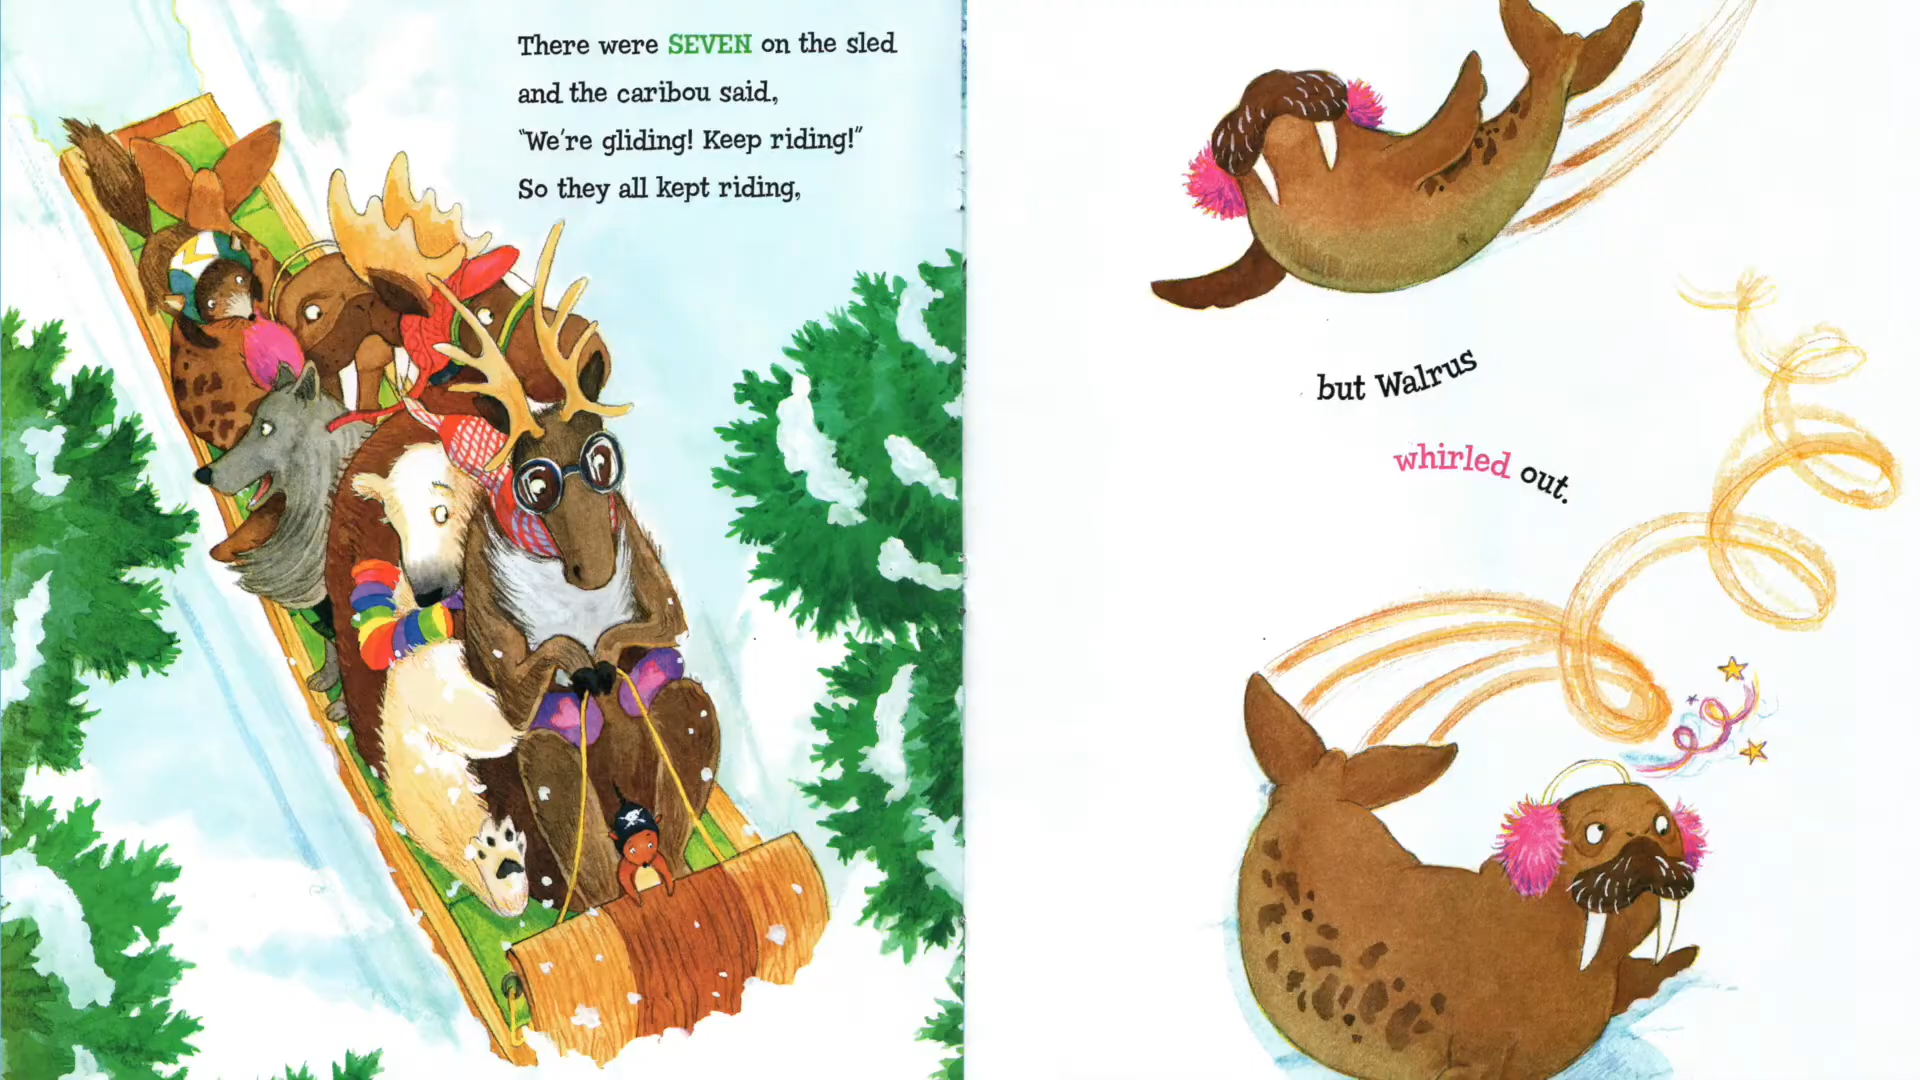 There were SEVEN on the sled
and the caribou said,
"We're gliding! Keep riding!"
So they all kept riding,
but Walrus
whirled out.